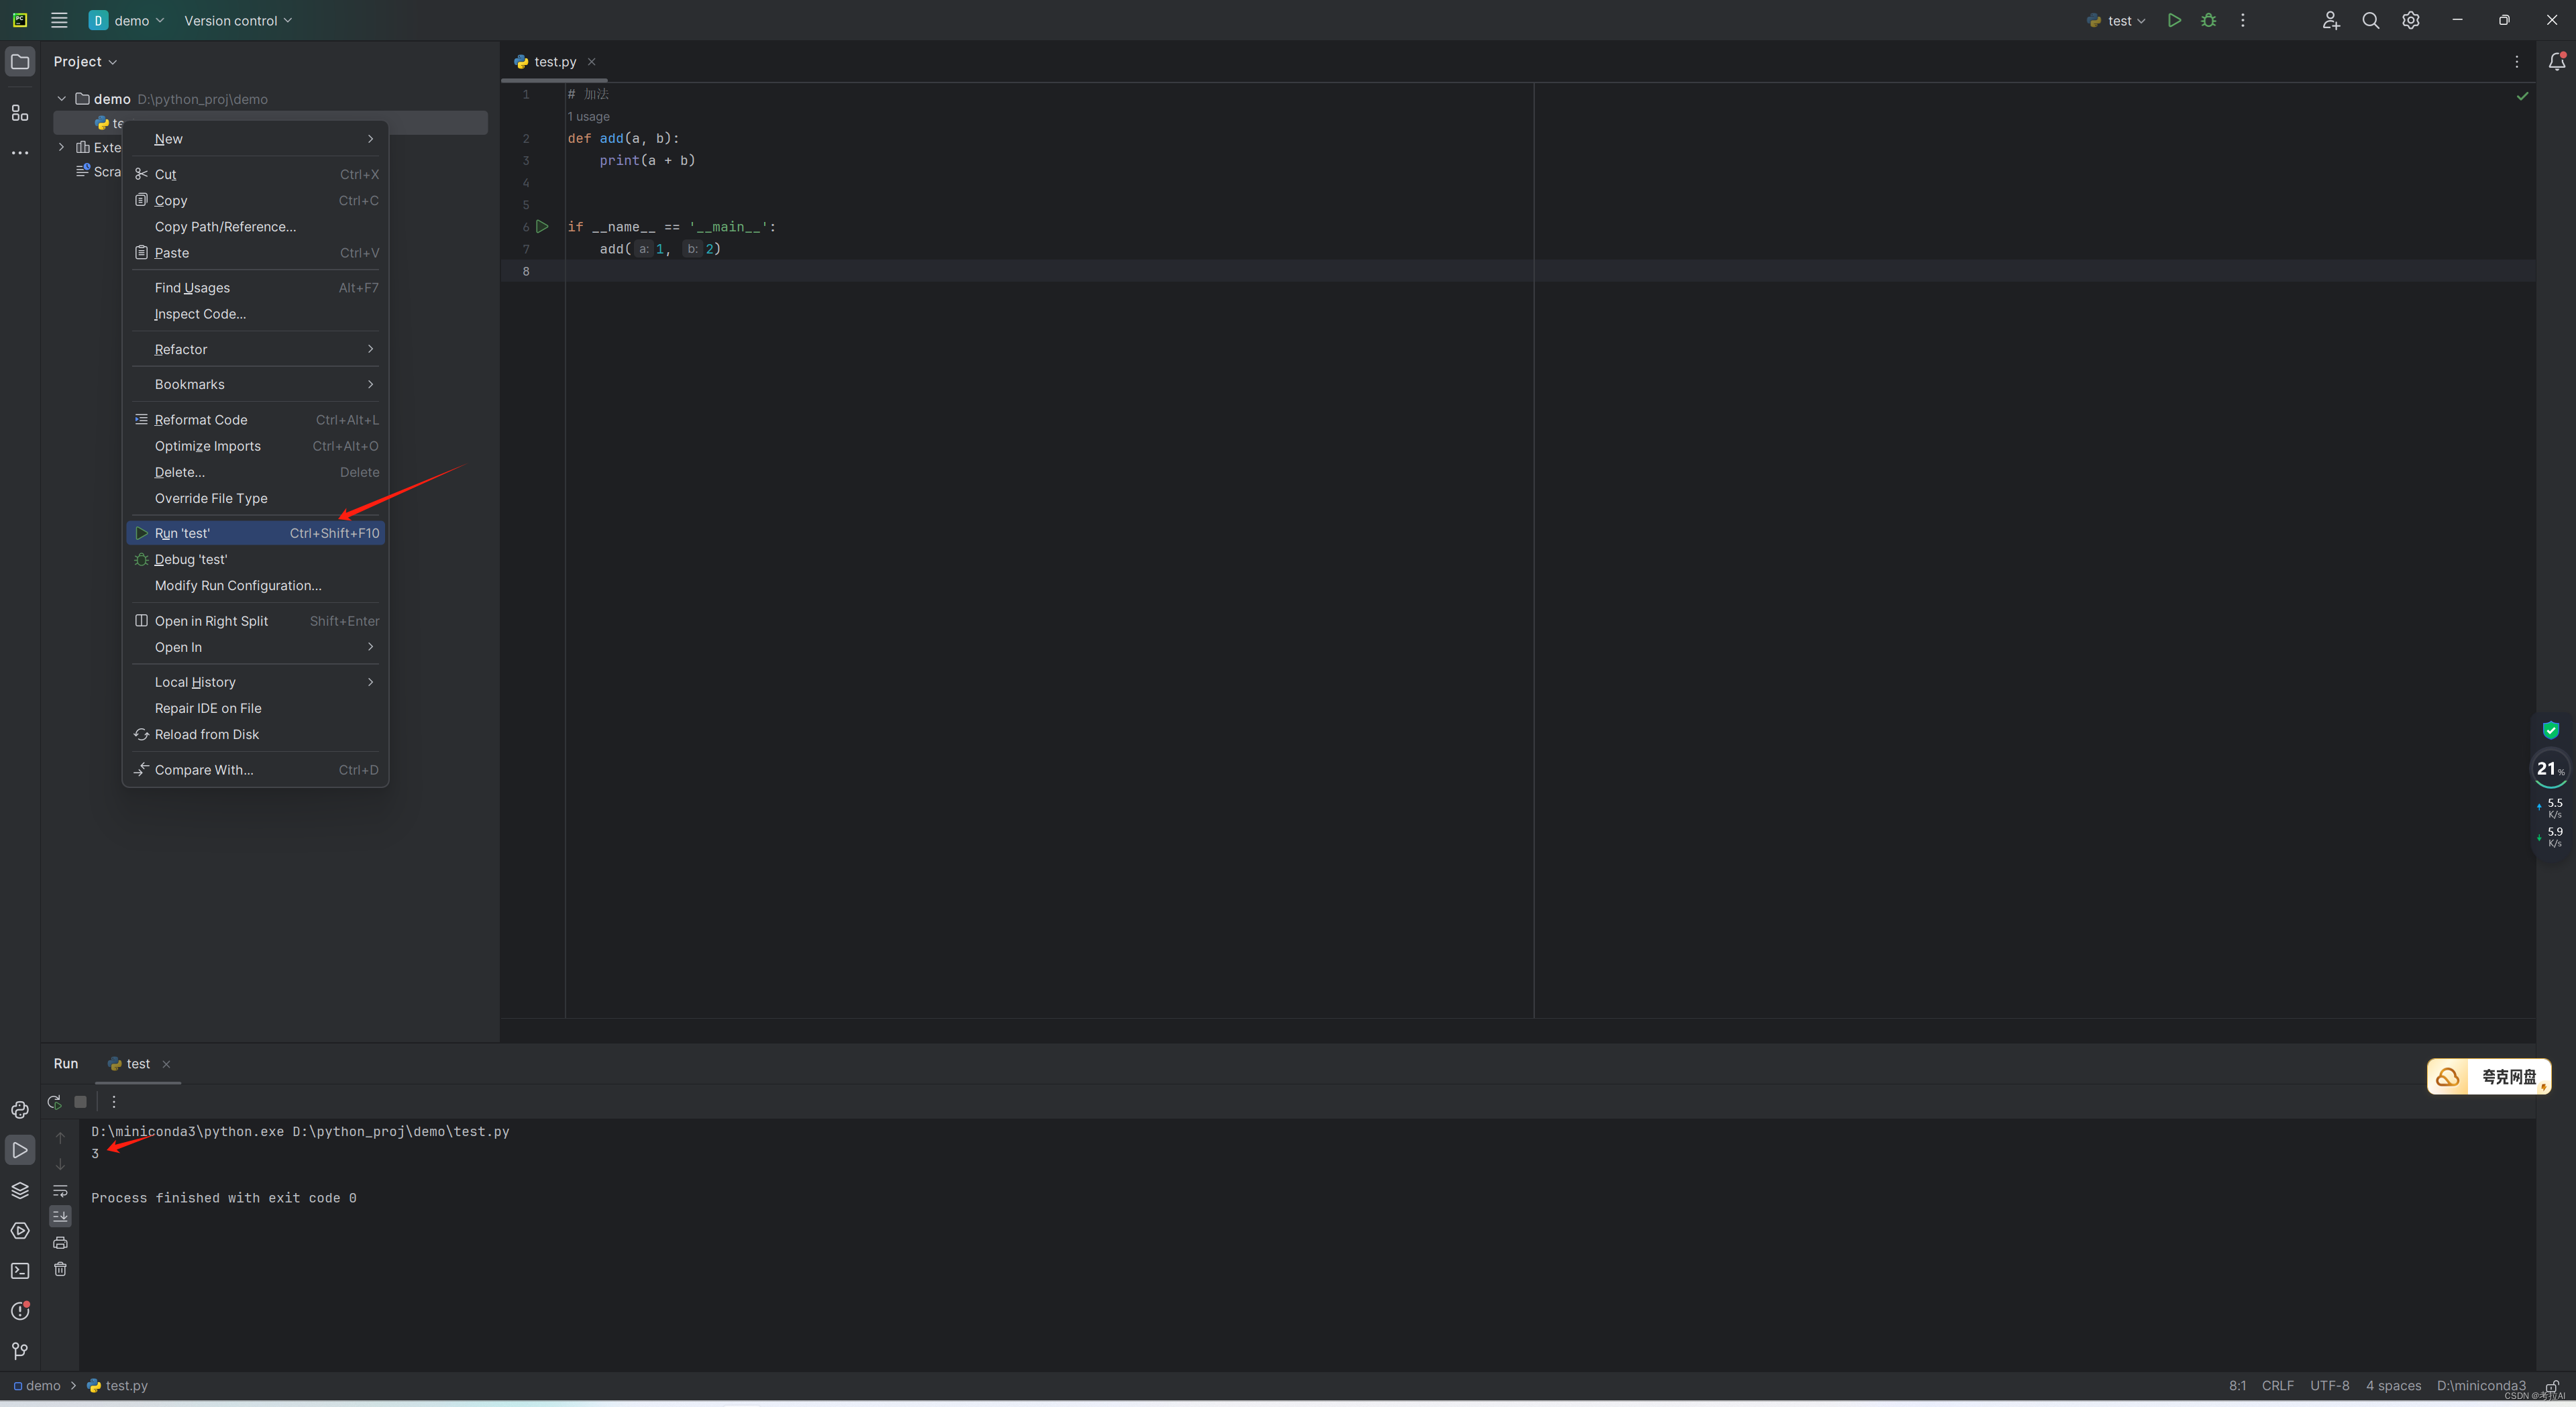 PC
D demo Version control
test
Project
demo D:\python_proj\demo
te
Exte
Scra
New
Cut Ctrl+X
Copy Ctrl+C
Copy Path/Reference...
Paste Ctrl+V
Find Usages Alt+F7
Inspect Code...
Refactor
Bookmarks
Reformat Code Ctrl+Alt+L
Optimize Imports Ctrl+Alt+O
Delete... Delete
Override File Type
Run 'test' Ctrl+Shift+F10
Debug 'test'
Modify Run Configuration...
Open in Right Split Shift+Enter
Open In
Local History
Repair IDE on File
Reload from Disk
Compare With... Ctrl+D
test.py
1 # 加法
1 usage
2 def add(a, b):
3 print(a + b)
4
5
6 if __name__ == '__main__':
7 add( a: 1, b: 2)
8
21 %
5.5
K/s
5.9
K/s
夸克网盘
Run test
D:\miniconda3\python.exe D:\python_proj\demo\test.py
3
Process finished with exit code 0
demo > test.py
8:1 CRLF UTF-8 4 spaces D:\miniconda3
CSDN @考拉AI